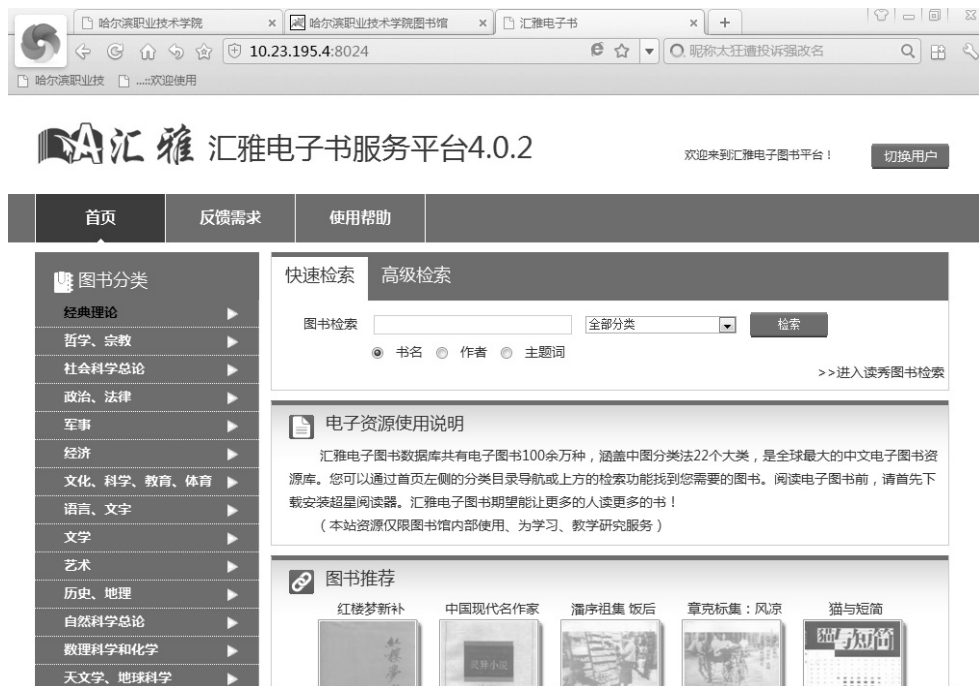 哈尔滨职业技术学院
哈尔滨职业技术学院图书馆
汇雅电子书
10.23.195.4:8024
昵称太狂遭投诉强改名
哈尔滨职业技 ...::欢迎使用
汇雅 汇雅电子书服务平台4.0.2
欢迎来到汇雅电子图书平台！ 切换用户
首页 反馈需求 使用帮助
图书分类
经典理论
哲学、宗教
社会科学总论
政治、法律
军事
经济
文化、科学、教育、体育
语言、文字
文学
艺术
历史、地理
自然科学总论
数理科学和化学
天文学、地球科学
快速检索 高级检索
图书检索 全部分类 检索
书名 作者 主题词
>>进入读秀图书检索
电子资源使用说明
汇雅电子图书数据库共有电子图书100余万种，涵盖中图分类法22个大类，是全球最大的中文电子图书资
源库。您可以通过首页左侧的分类目录导航或上方的检索功能找到您需要的图书。阅读电子图书前，请首先下
载安装超星阅读器。汇雅电子图书期望能让更多的人读更多的书！
（本站资源仅限图书馆内部使用、为学习、教学研究服务）
图书推荐
红楼梦新补 中国现代名作家 潘序祖集 饭后 章克标集：风凉 猫与短简
红楼梦
灵异小说
猫与短简